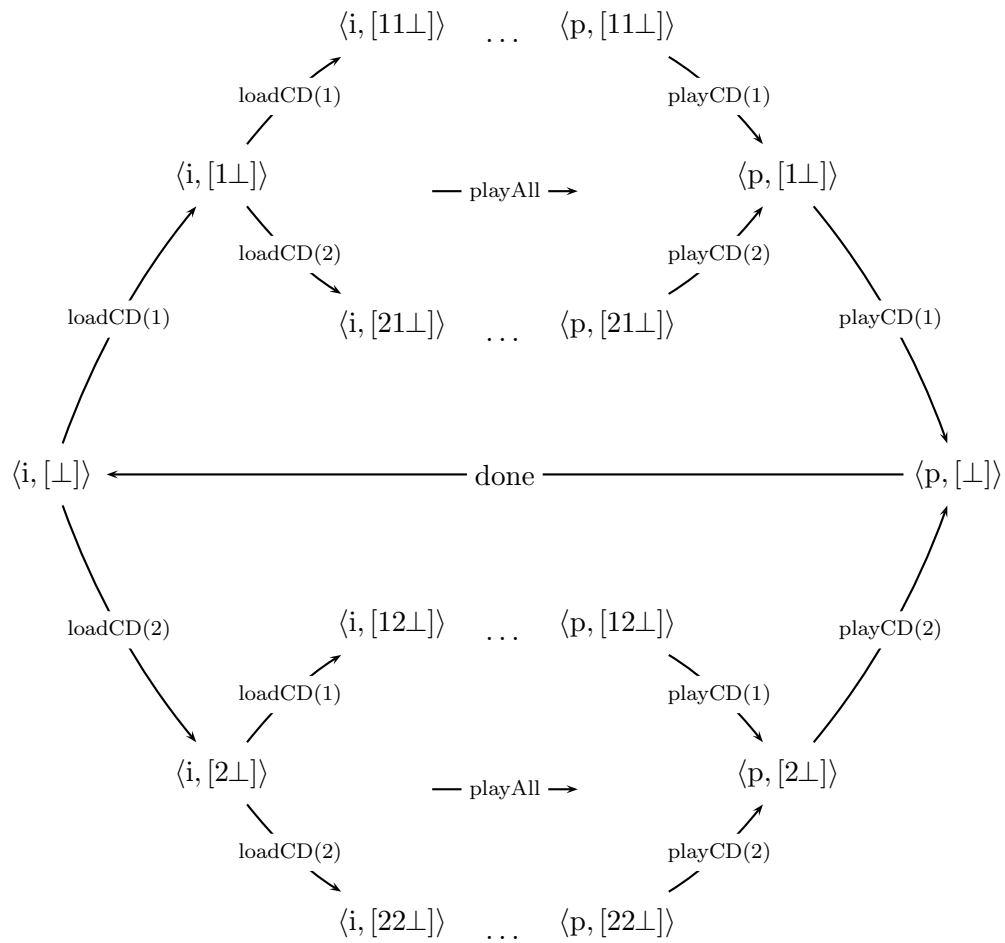 ⟨i, [11⊥]⟩ . . . ⟨p, [11⊥]⟩
loadCD(1) playCD(1)
⟨i, [1⊥]⟩ playAll ⟨p, [1⊥]⟩
loadCD(2) playCD(2)
loadCD(1) ⟨i, [21⊥]⟩ . . . ⟨p, [21⊥]⟩ playCD(1)
⟨i, [⊥]⟩ done ⟨p, [⊥]⟩
loadCD(2) ⟨i, [12⊥]⟩ . . . ⟨p, [12⊥]⟩ playCD(2)
loadCD(1) playCD(1)
⟨i, [2⊥]⟩ playAll ⟨p, [2⊥]⟩
loadCD(2) playCD(2)
⟨i, [22⊥]⟩ . . . ⟨p, [22⊥]⟩